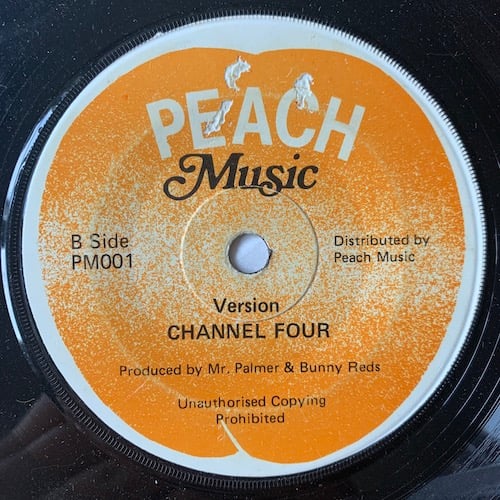 PEACH
Music
B Side
PM001
Distributed by
Peach Music
Version
CHANNEL FOUR
Produced by Mr. Palmer & Bunny Reds
Unauthorised Copying
Prohibited